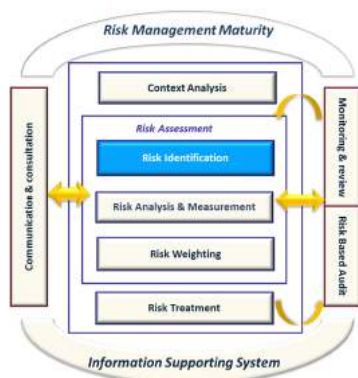 Risk Management Maturity
Context Analysis
Risk Assessment
Risk Identification
Risk Analysis & Measurement
Risk Weighting
Risk Treatment
Communication & consultation
Monitoring
& review
Risk Based Audit
Information Supporting System